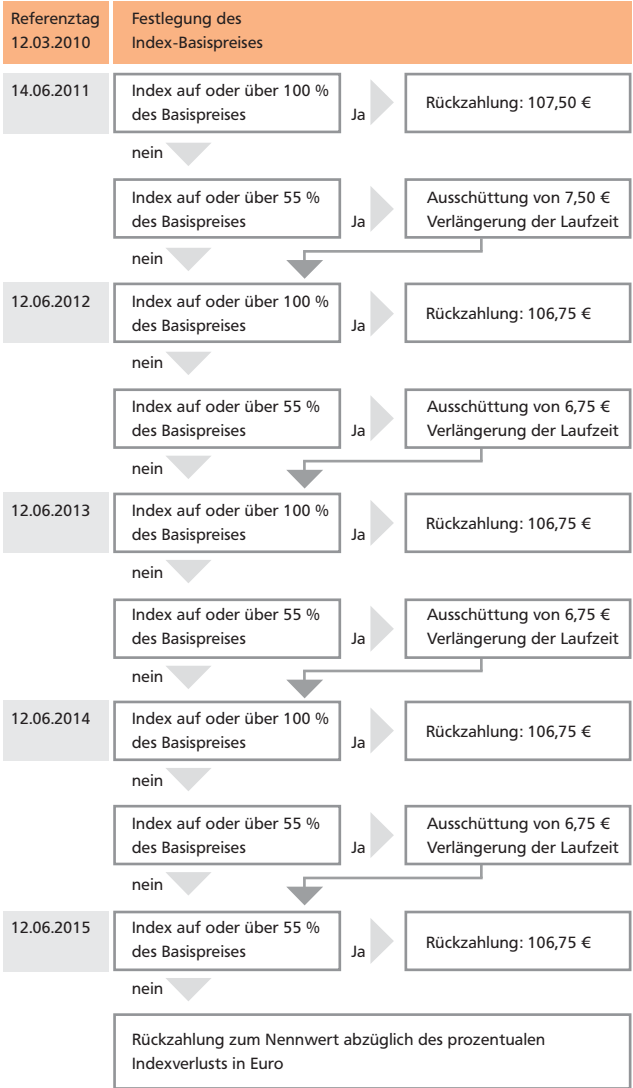 Referenztag
12.03.2010
Festlegung des
Index-Basispreises
14.06.2011
Index auf oder über 100 %
des Basispreises
Ja
Rückzahlung: 107,50 €
nein
Index auf oder über 55 %
des Basispreises
Ja
Ausschüttung von 7,50 €
Verlängerung der Laufzeit
nein
12.06.2012
Index auf oder über 100 %
des Basispreises
Ja
Rückzahlung: 106,75 €
nein
Index auf oder über 55 %
des Basispreises
Ja
Ausschüttung von 6,75 €
Verlängerung der Laufzeit
nein
12.06.2013
Index auf oder über 100 %
des Basispreises
Ja
Rückzahlung: 106,75 €
nein
Index auf oder über 55 %
des Basispreises
Ja
Ausschüttung von 6,75 €
Verlängerung der Laufzeit
nein
12.06.2014
Index auf oder über 100 %
des Basispreises
Ja
Rückzahlung: 106,75 €
nein
Index auf oder über 55 %
des Basispreises
Ja
Ausschüttung von 6,75 €
Verlängerung der Laufzeit
nein
12.06.2015
Index auf oder über 55 %
des Basispreises
Ja
Rückzahlung: 106,75 €
nein
Rückzahlung zum Nennwert abzüglich des prozentualen
Indexverlusts in Euro